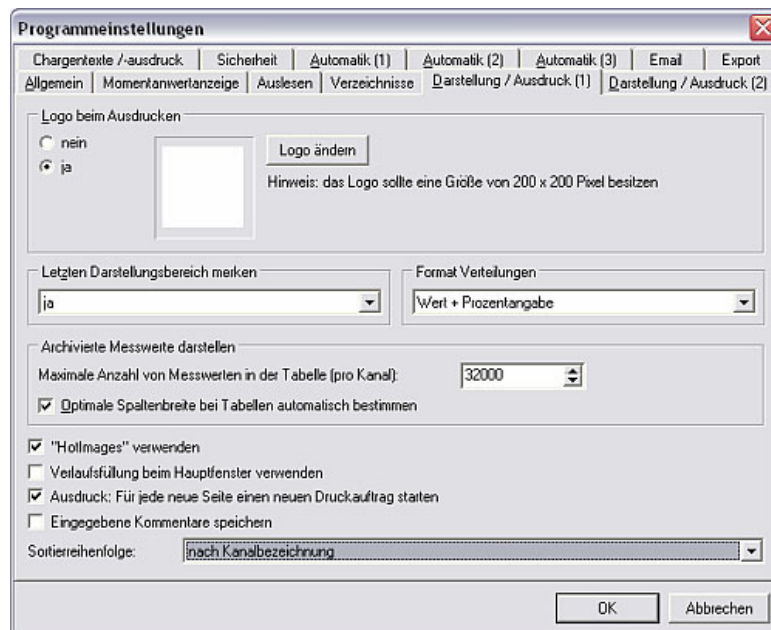 Programmeinstellungen
Chargentexte /-ausdruck Sicherheit Automatik (1) Automatik (2) Automatik (3) Email Export
Allgemein Momentanwertanzeige Auslesen Verzeichnisse Darstellung / Ausdruck (1) Darstellung / Ausdruck (2)
Logo beim Ausdrucken
nein
ja
Logo ändern
Hinweis: das Logo sollte eine Größe von 200 x 200 Pixel besitzen
Letzten Darstellungsbereich merken
ja
Format Verteilungen
Wert + Prozentangabe
Archivierte Messwerte darstellen
Maximale Anzahl von Messwerten in der Tabelle (pro Kanal): 32000
Optimale Spaltenbreite bei Tabellen automatisch bestimmen
"HotImages" verwenden
Verlaufsfüllung beim Hauptfenster verwenden
Ausdruck: Für jede neue Seite einen neuen Druckauftrag starten
Eingegebene Kommentare speichern
Sortierreihenfolge: nach Kanalbezeichnung
OK Abbrechen